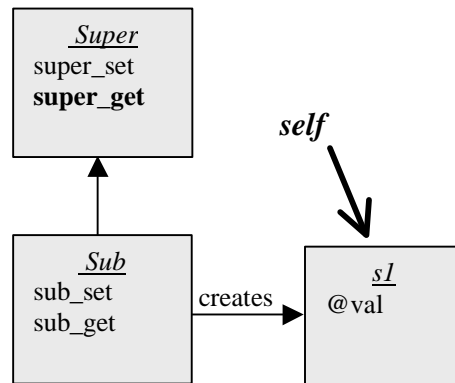 Super
super_set
super_get
self
Sub
sub_set
sub_get
creates
s1
@val